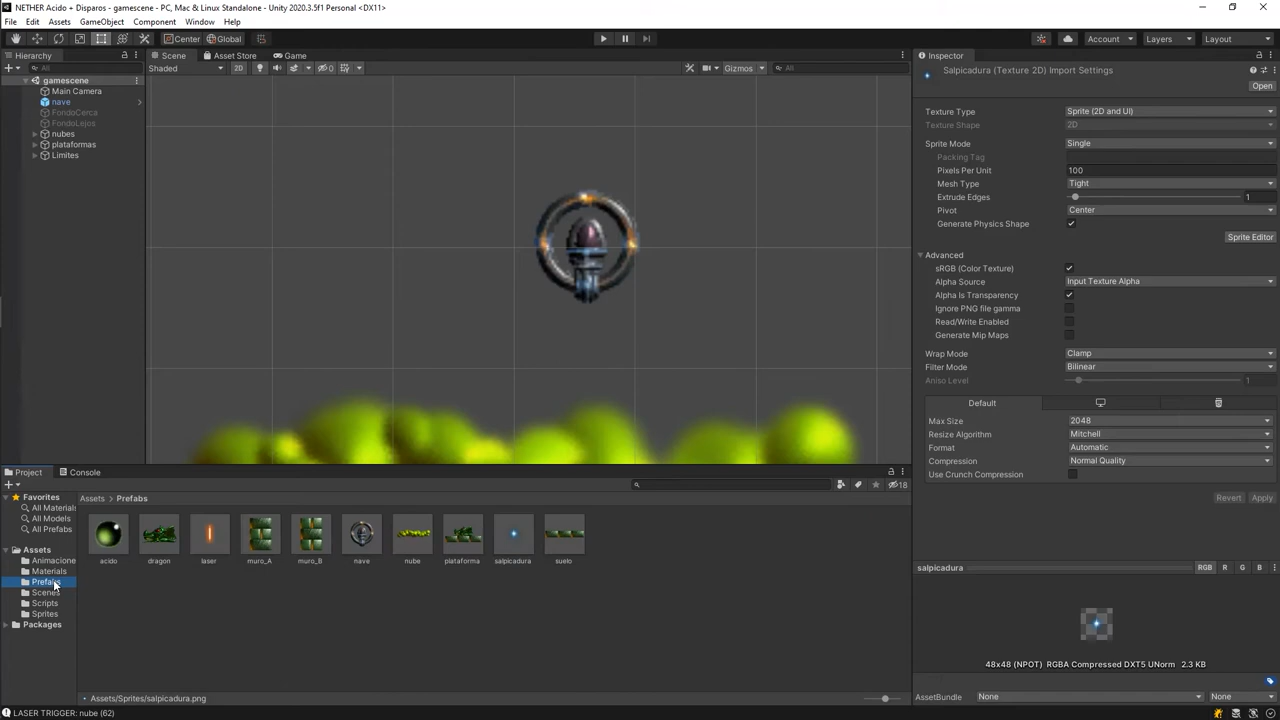 NETHER Acido + Disparos - gamescene - PC, Mac & Linux Standalone - Unity 2020.3.5f1 Personal <DX11>
File Edit Assets GameObject Component Window Help
Center Global Account Layers Layout
Hierarchy Scene Asset Store Game Inspector
All Shaded 2D 0 Gizmos All
Salpicadura (Texture 2D) Import Settings
Open
gamescene
Main Camera
nave
FondoCerca
FondoLejos
nubes
plataformas
Limites
Texture Type Sprite (2D and UI)
Texture Shape 2D
Sprite Mode Single
Packing Tag
Pixels Per Unit 100
Mesh Type Tight
Extrude Edges 1
Pivot Center
Generate Physics Shape
Sprite Editor
Advanced
sRGB (Color Texture)
Alpha Source Input Texture Alpha
Alpha Is Transparency
Ignore PNG file gamma
Read/Write Enabled
Generate Mip Maps
Wrap Mode Clamp
Filter Mode Bilinear
Aniso Level 1
Default
Max Size 2048
Resize Algorithm Mitchell
Format Automatic
Compression Normal Quality
Use Crunch Compression
Revert Apply
Project Console
18
Favorites
All Materials
All Models
All Prefabs
Assets
Animacione
Materials
Prefabs
Scenes
Scripts
Sprites
Packages
Assets > Prefabs
acido dragon laser muro_A muro_B nave nube plataforma salpicadura suelo
Assets/Sprites/salpicadura.png
salpicadura RGB R G B
48x48 (NPOT) RGBA Compressed DXT5 UNorm 2.3 KB
AssetBundle None None
LASER TRIGGER: nube (62)